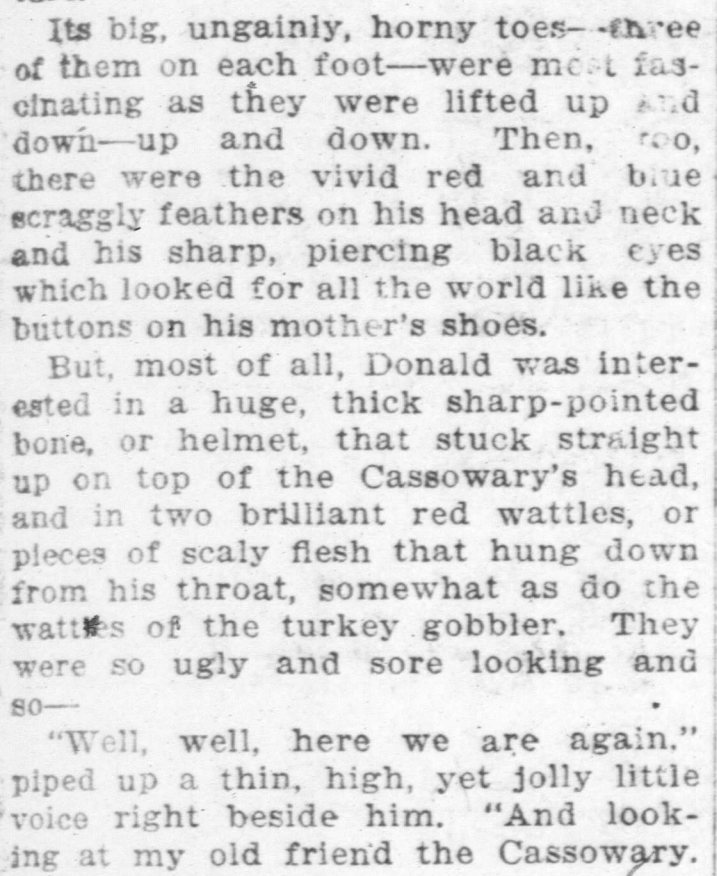 Its big, ungainly, horny toes—three
of them on each foot—were most fas-
cinating as they were lifted up and
down—up and down. Then, too,
there were the vivid red and blue
scraggly feathers on his head and neck
and his sharp, piercing black eyes
which looked for all the world like the
buttons on his mother's shoes.
But, most of all, Donald was inter-
ested in a huge, thick sharp-pointed
bone, or helmet, that stuck straight
up on top of the Cassowary's head,
and in two brilliant red wattles, or
pieces of scaly flesh that hung down
from his throat, somewhat as do the
wattles of the turkey gobbler. They
were so ugly and sore looking and
so—
"Well, well, here we are again,"
piped up a thin, high, yet jolly little
voice right beside him. "And look-
ing at my old friend the Cassowary.